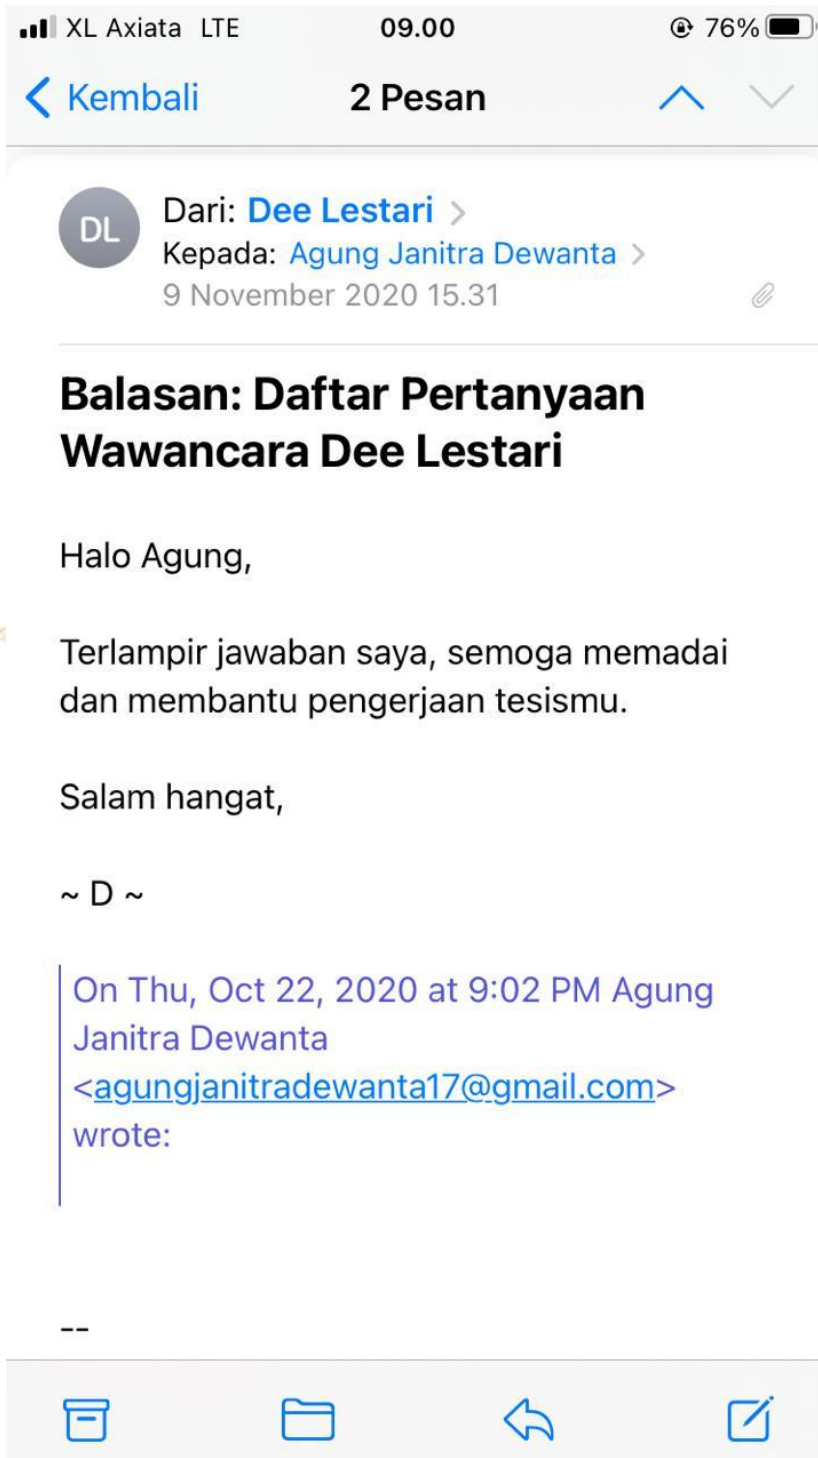 XL Axiata LTE 09.00 76%
Kembali 2 Pesan
DL
Dari: Dee Lestari
Kepada: Agung Janitra Dewanta
9 November 2020 15.31
Balasan: Daftar Pertanyaan
Wawancara Dee Lestari
Halo Agung,
Terlampir jawaban saya, semoga memadai
dan membantu pengerjaan tesismu.
Salam hangat,
~ D ~
On Thu, Oct 22, 2020 at 9:02 PM Agung
Janitra Dewanta
<agungjanitradewanta17@gmail.com>
wrote:
--